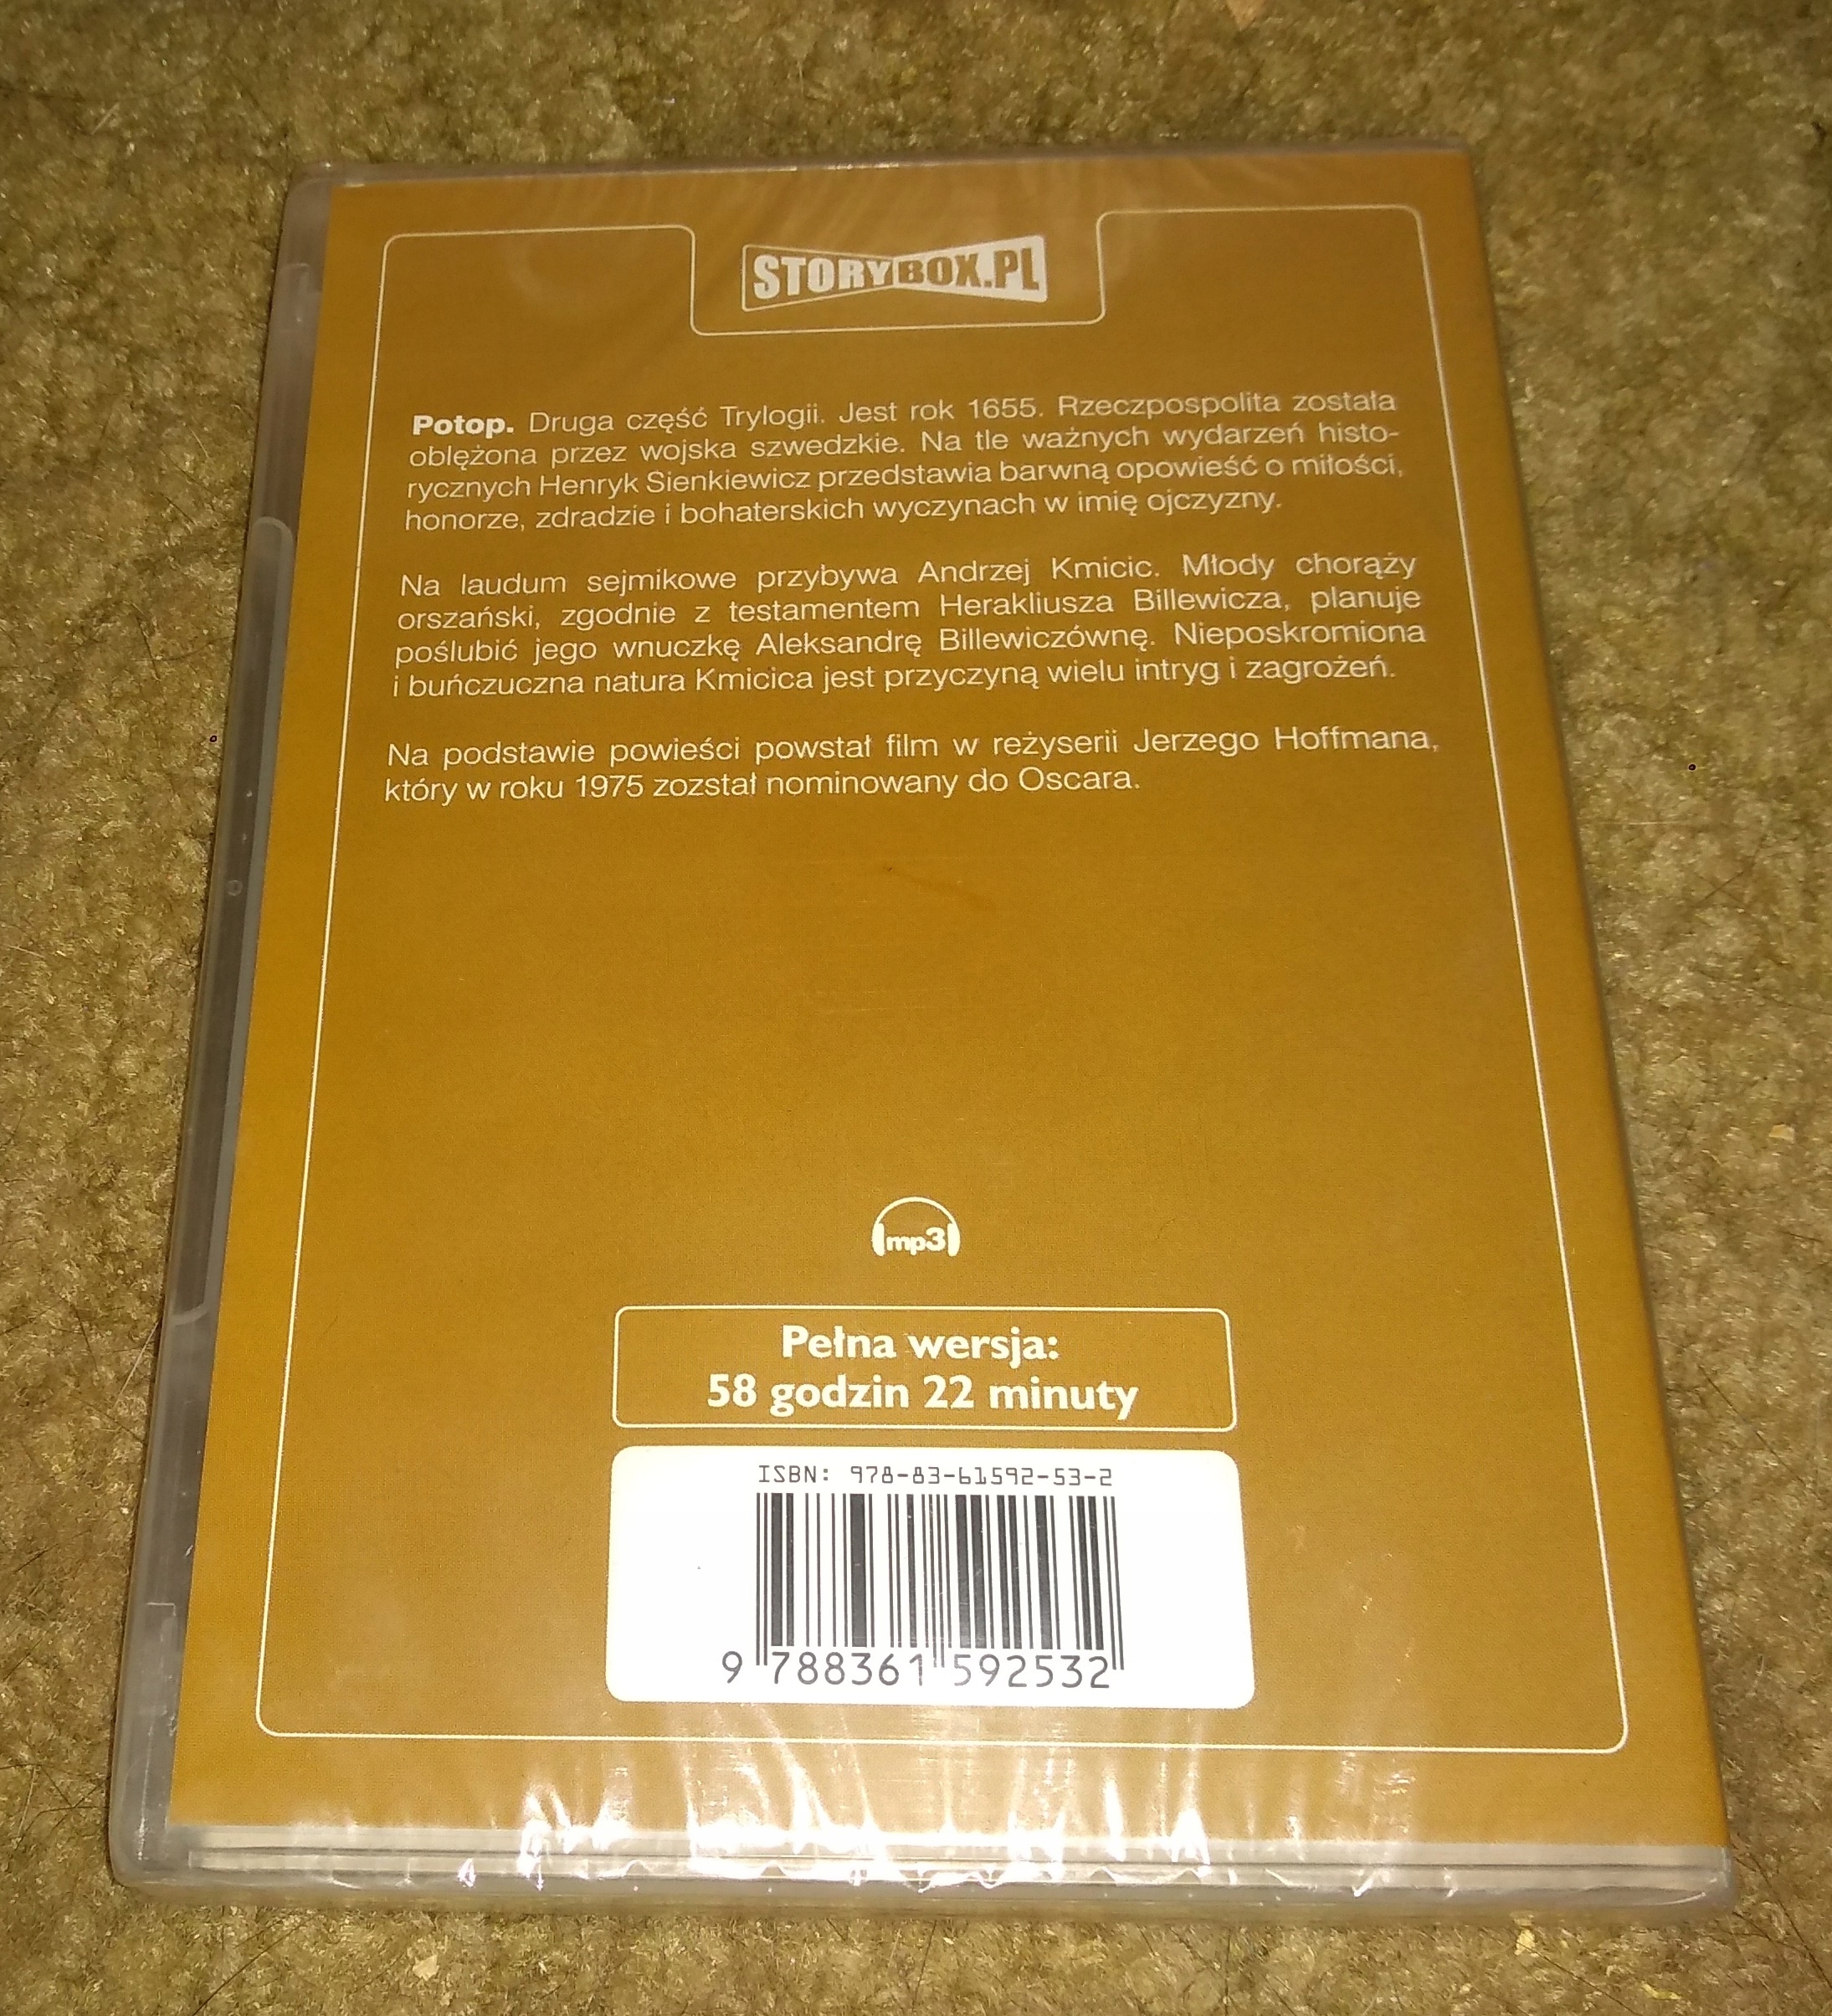 STORYBOX.PL
Potop. Druga część Trylogii. Jest rok 1655. Rzeczpospolita została
oblężona przez wojska szwedzkie. Na tle ważnych wydarzeń histo-
rycznych Henryk Sienkiewicz przedstawia barwną opowieść o miłości,
honorze, zdradzie i bohaterskich wyczynach w imię ojczyzny.
Na laudum sejmikowe przybywa Andrzej Kmicic. Młody chorąży
orszański, zgodnie z testamentem Herakliusza Billewicza, planuje
poślubić jego wnuczkę Aleksandrę Billewiczównę. Nieposkromiona
i buńczuczna natura Kmicica jest przyczyną wielu intryg i zagrożeń.
Na podstawie powieści powstał film w reżyserii Jerzego Hoffmana,
który w roku 1975 zozstał nominowany do Oscara.
mp3
Pełna wersja:
58 godzin 22 minuty
ISBN: 978-83-61592-53-2
9 788361 592532